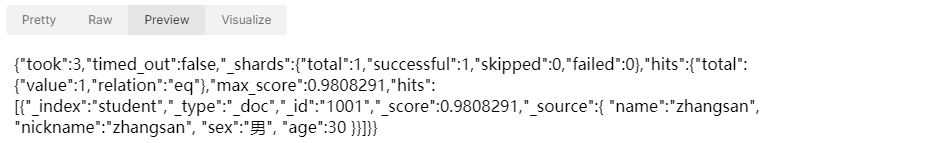 Pretty Raw Preview Visualize
{"took":3,"timed_out":false,"_shards":{"total":1,"successful":1,"skipped":0,"failed":0},"hits":{"total":
{"value":1,"relation":"eq"},"max_score":0.9808291,"hits":
[{"_index":"student","_type":"_doc","_id":"1001","_score":0.9808291,"_source":{ "name":"zhangsan",
"nickname":"zhangsan", "sex":"男", "age":30 }}]}}